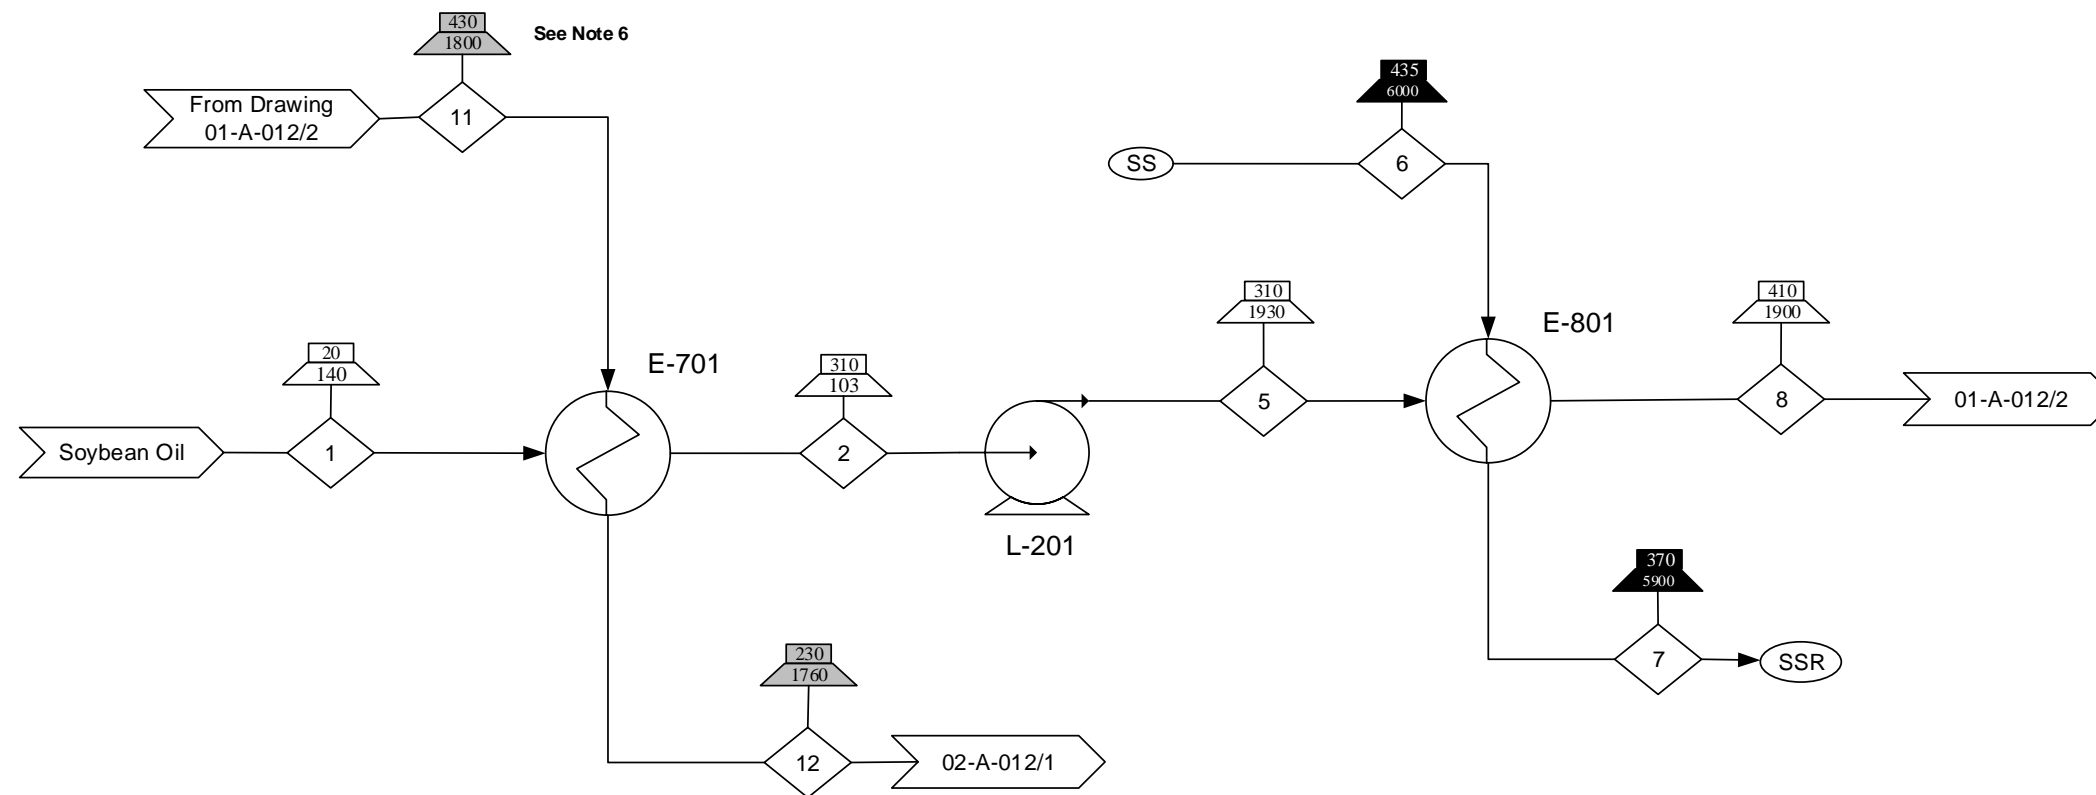 430
1800
See Note 6
From Drawing
01-A-012/2
11
435
6000
SS
6
310
1930
E-801
410
1900
20
140
E-701
310
103
5
8
01-A-012/2
Soybean Oil
1
2
L-201
370
5900
230
1760
7
SSR
12
02-A-012/1